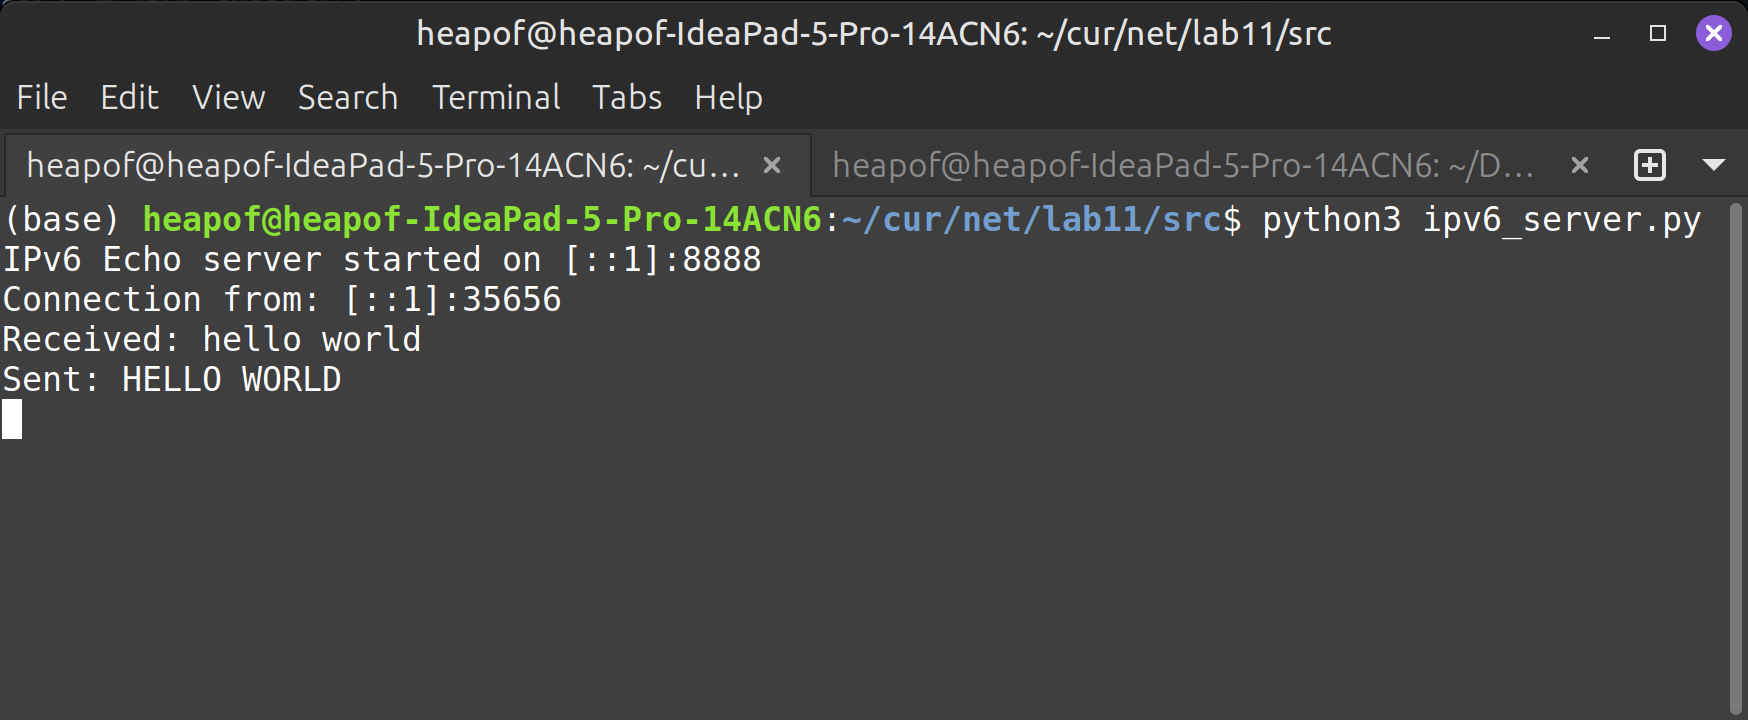 heapof@heapof-IdeaPad-5-Pro-14ACN6: ~/cur/net/lab11/src
File Edit View Search Terminal Tabs Help
heapof@heapof-IdeaPad-5-Pro-14ACN6: ~/cu... heapof@heapof-IdeaPad-5-Pro-14ACN6: ~/D...
(base) heapof@heapof-IdeaPad-5-Pro-14ACN6:~/cur/net/lab11/src$ python3 ipv6_server.py
IPv6 Echo server started on [::1]:8888
Connection from: [::1]:35656
Received: hello world
Sent: HELLO WORLD